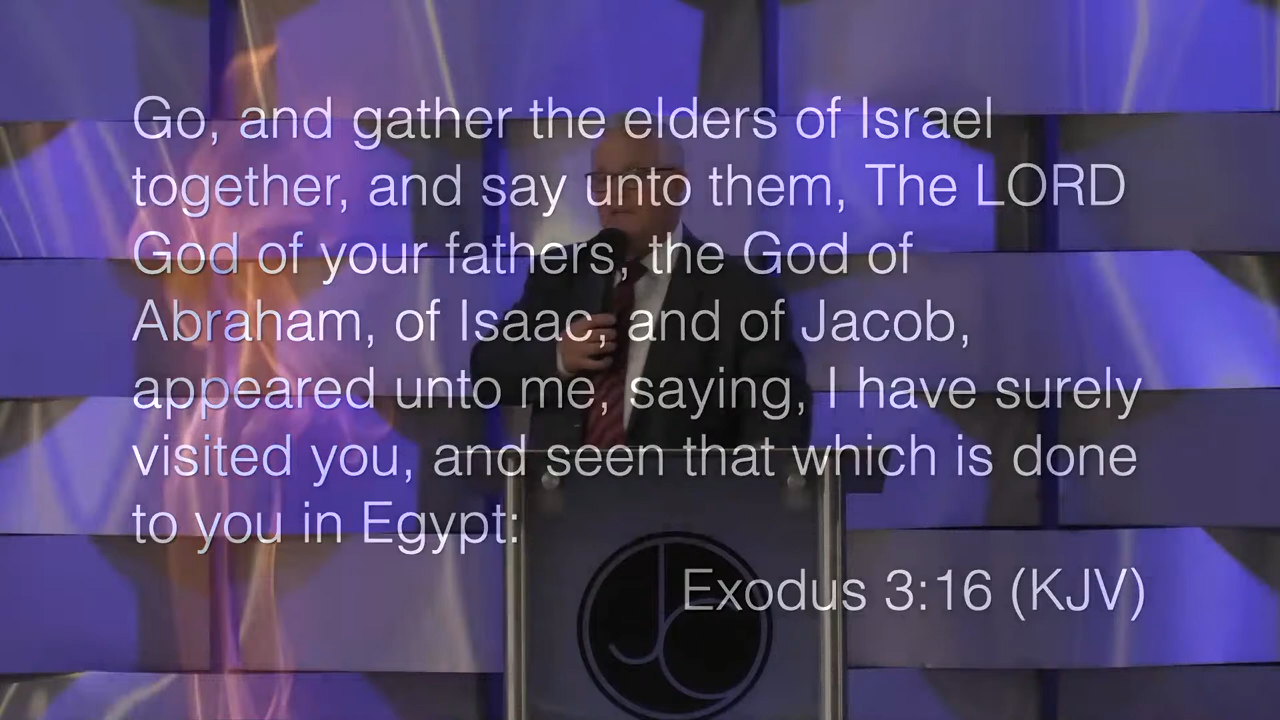 Go, and gather the elders of Israel
together, and say unto them, The LORD
God of your fathers, the God of
Abraham, of Isaac, and of Jacob,
appeared unto me, saying, I have surely
visited you, and seen that which is done
to you in Egypt:
Exodus 3:16 (KJV)
JC